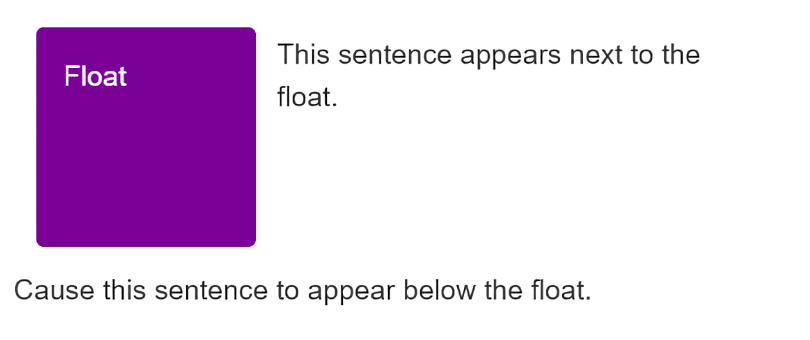 Float
This sentence appears next to the
float.
Cause this sentence to appear below the float.